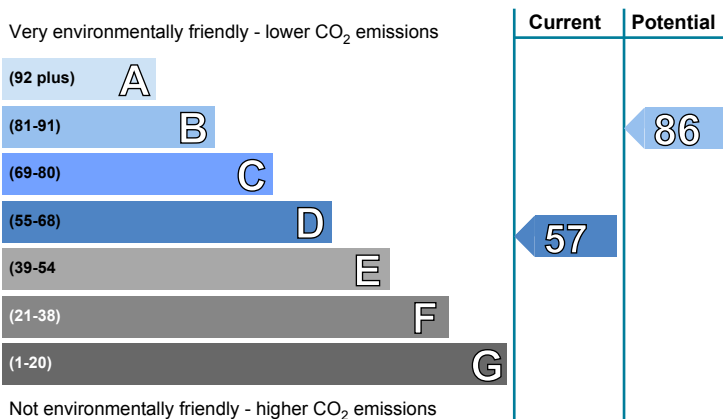 Very environmentally friendly - lower CO2 emissions
Current
Potential
(92 plus) A
(81-91) B
86
(69-80) C
(55-68) D
57
(39-54 E
(21-38) F
(1-20) G
Not environmentally friendly - higher CO2 emissions